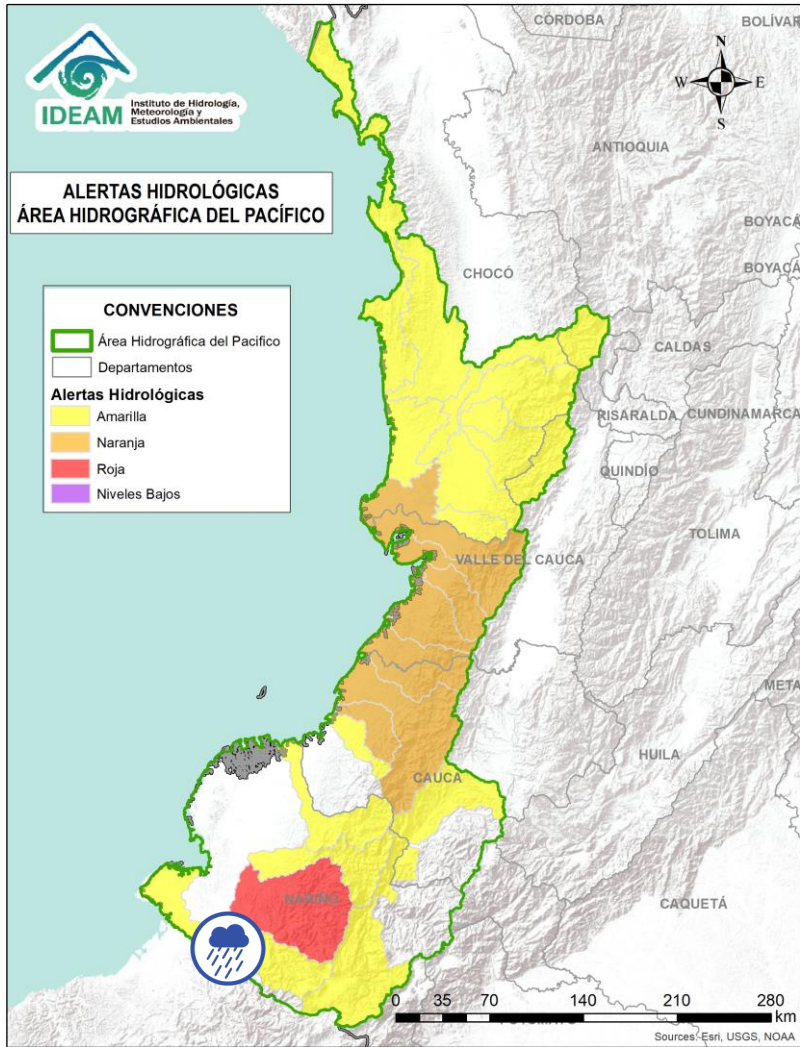 CÓRDOBA
BOLÍVAR
N
W E
S
IDEAM
Instituto de Hidrología,
Meteorología y
Estudios Ambientales
ANTIOQUIA
ALERTAS HIDROLÓGICAS
ÁREA HIDROGRÁFICA DEL PACÍFICO
BOYACÁ
CHOCÓ
BOYACÁ
CONVENCIONES
Área Hidrográfica del Pacifico
Departamentos
Alertas Hidrológicas
Amarilla
Naranja
Roja
Niveles Bajos
CALDAS
RISARALDA
CUNDINAMARCA
QUINDÍO
TOLIMA
VALLE DEL CAUCA
META
HUILA
CAUCA
NARIÑO
CAQUETÁ
0 35 70 140 210 280
km
Sources: Esri, USGS, NOAA